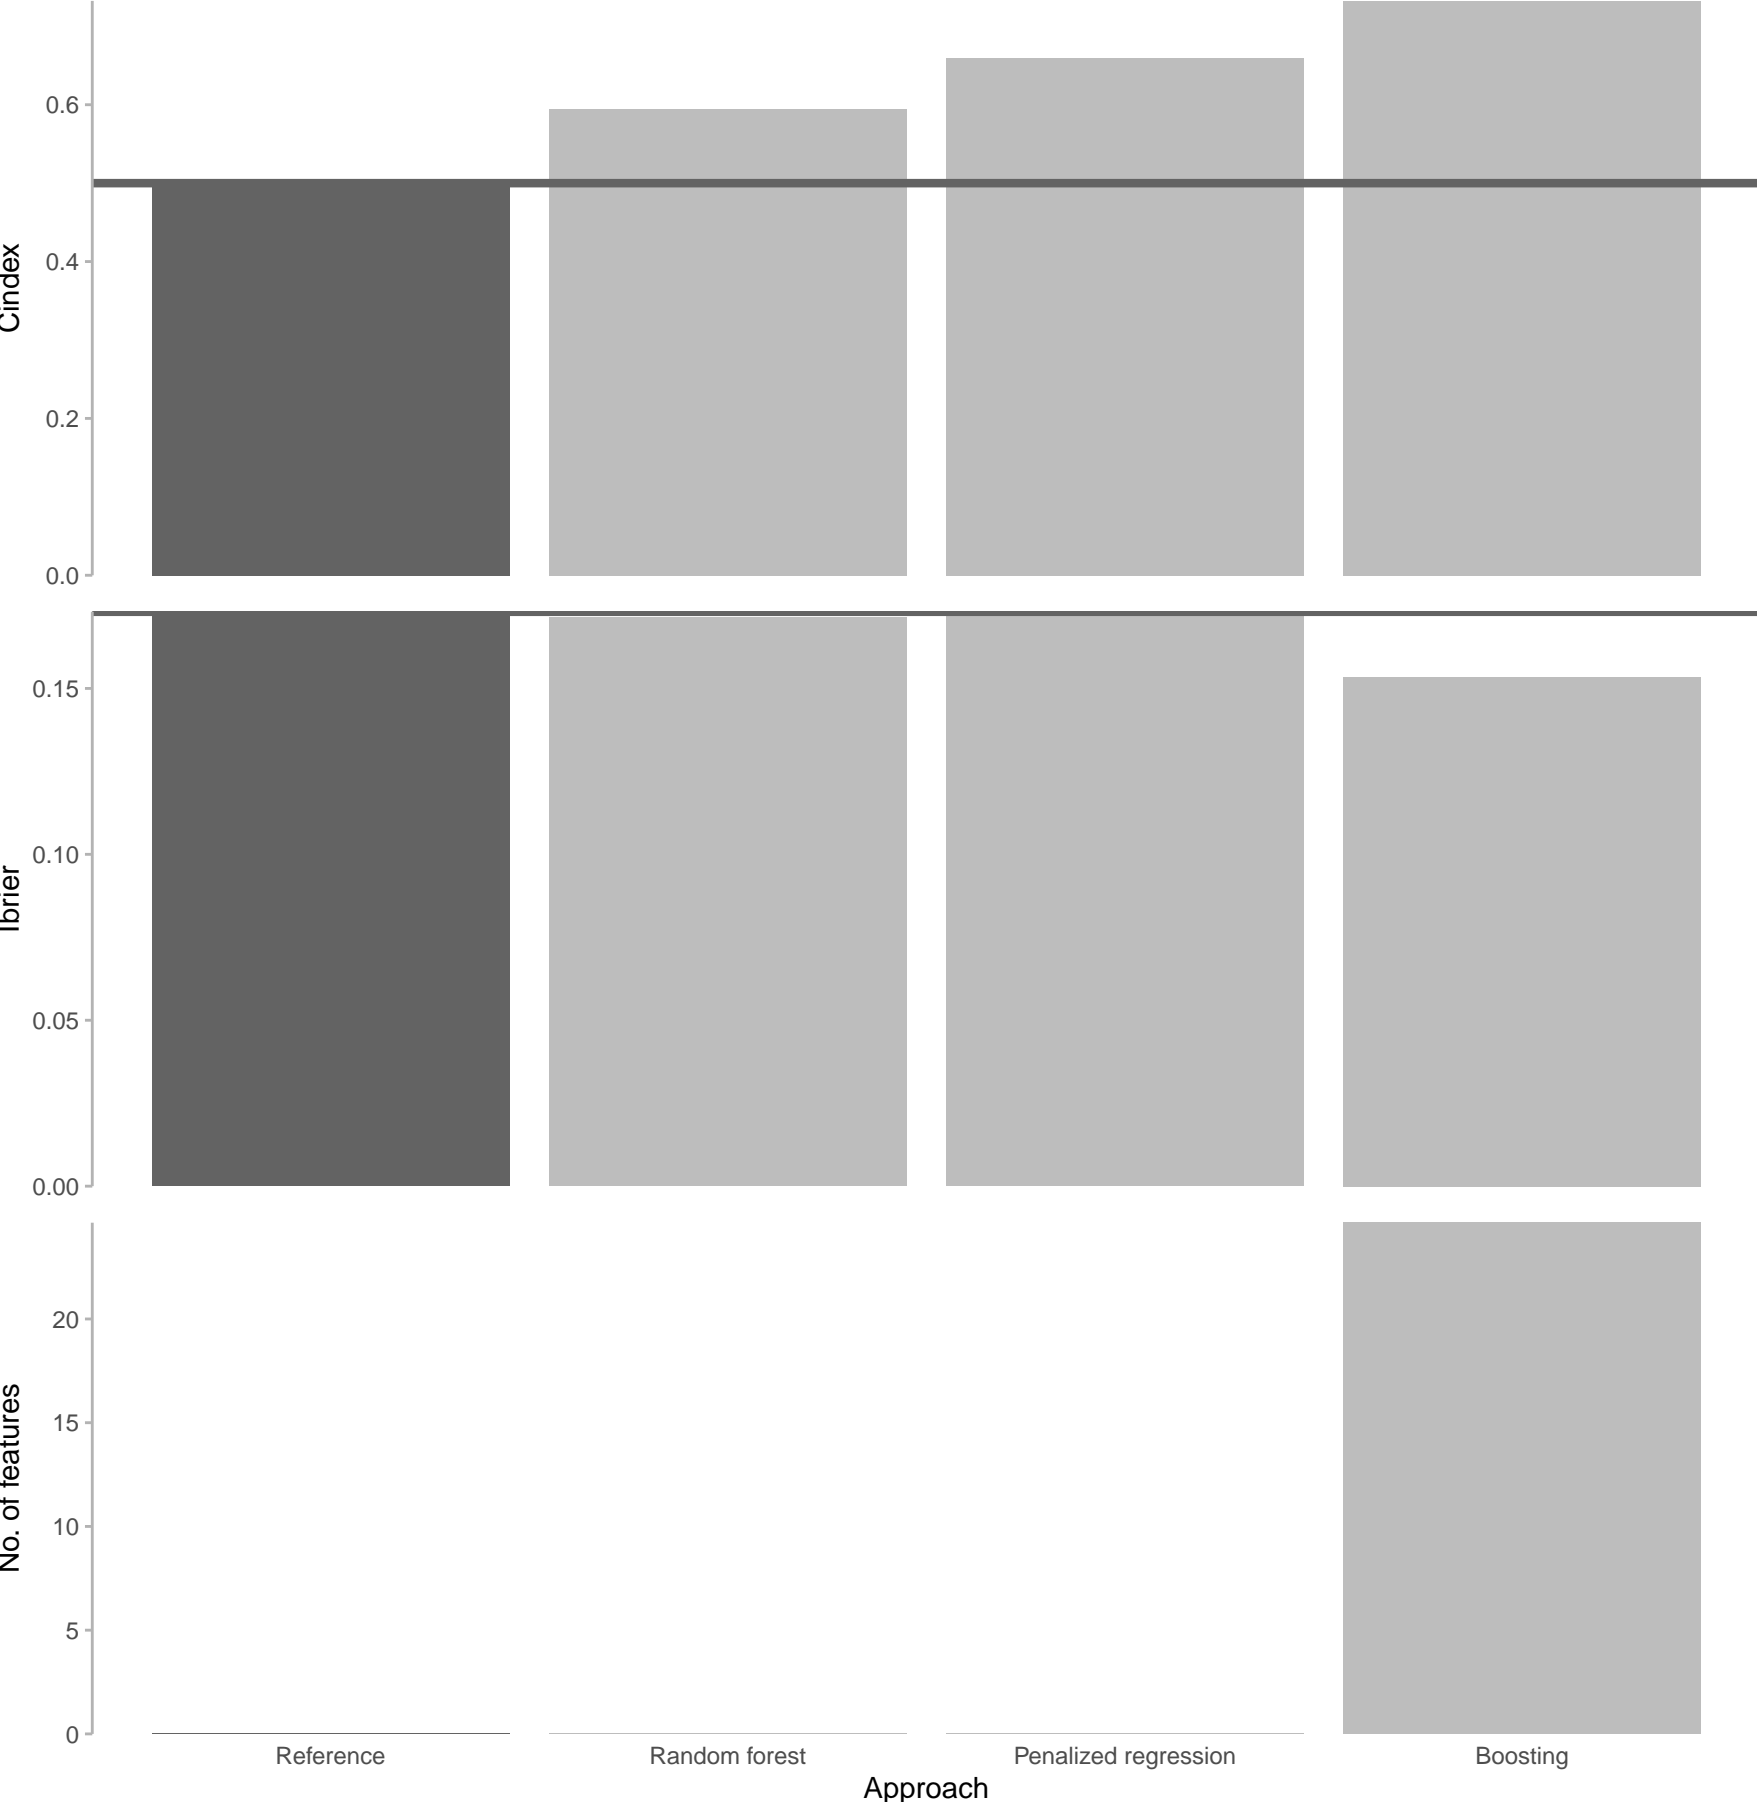 Cindex
0.6
0.4
0.2
0.0
Ibrier
0.15
0.10
0.05
0.00
No. of features
20
15
10
5
0
Reference
Random forest
Penalized regression
Boosting
Approach